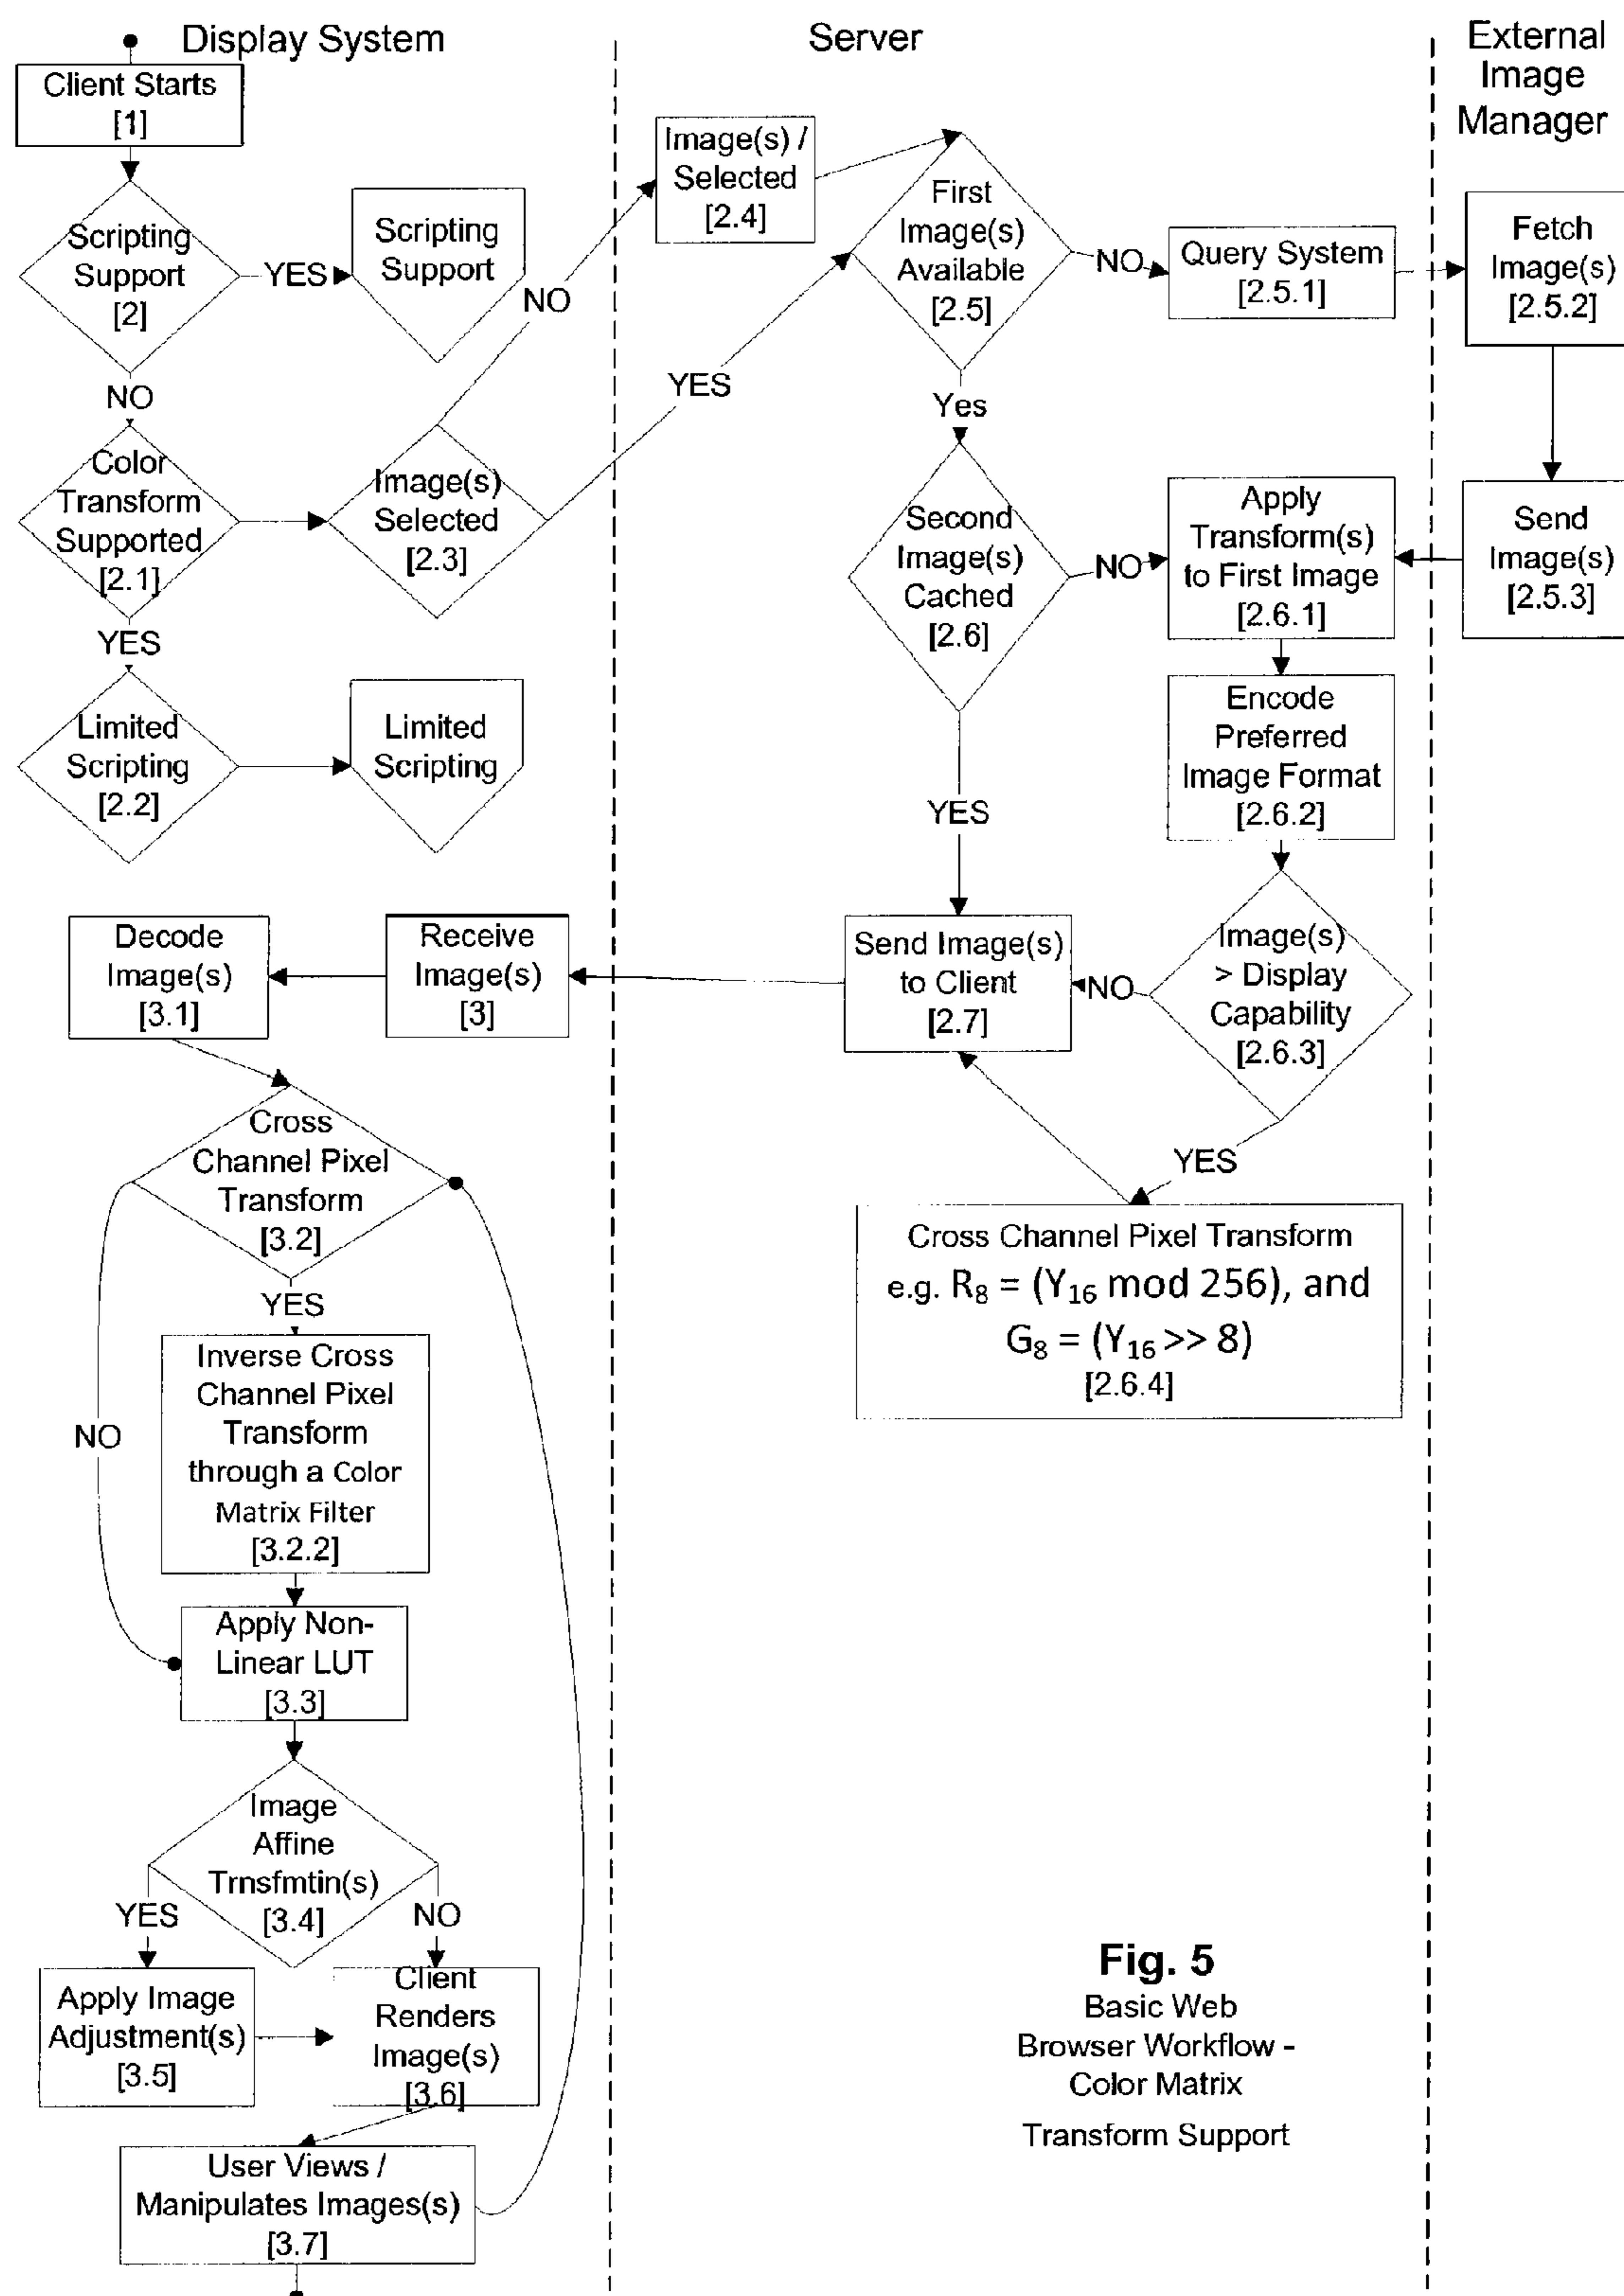 Display System
Server
External
Image
Manager
Client Starts
[1]
Scripting
Support
[2]
YES
Scripting
Support
NO
Color
Transform
Supported
[2.1]
YES
Image(s)
Selected
[2.3]
NO
YES
Limited
Scripting
[2.2]
Limited
Scripting
Image(s) /
Selected
[2.4]
First
Image(s)
Available
[2.5]
NO
Query System
[2.5.1]
Fetch
Image(s)
[2.5.2]
Yes
Second
Image(s)
Cached
[2.6]
NO
Apply
Transform(s)
to First Image
[2.6.1]
Send
Image(s)
[2.5.3]
Encode
Preferred
Image Format
[2.6.2]
YES
Image(s)
> Display
Capability
[2.6.3]
NO
Send Image(s)
to Client
[2.7]
YES
Cross Channel Pixel Transform
e.g. R₈ = (Y₁₆ mod 256), and
G₈ = (Y₁₆ >> 8)
[2.6.4]
Receive
Image(s)
[3]
Decode
Image(s)
[3.1]
Cross
Channel Pixel
Transform
[3.2]
YES
NO
Inverse Cross
Channel Pixel
Transform
through a Color
Matrix Filter
[3.2.2]
Apply Non-
Linear LUT
[3.3]
Image
Affine
Trnsfmtin(s)
[3.4]
YES
NO
Apply Image
Adjustment(s)
[3.5]
Client
Renders
Image(s)
[3.6]
User Views /
Manipulates Images(s)
[3.7]
Fig. 5
Basic Web
Browser Workflow -
Color Matrix
Transform Support